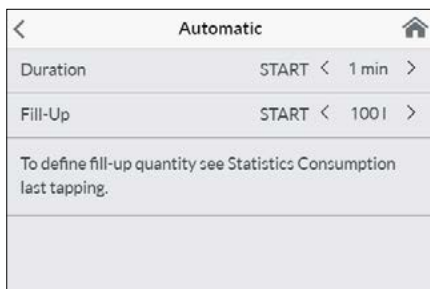 Automatic
Duration START < 1 min >
Fill-Up START < 100 l >
To define fill-up quantity see Statistics Consumption
last tapping.